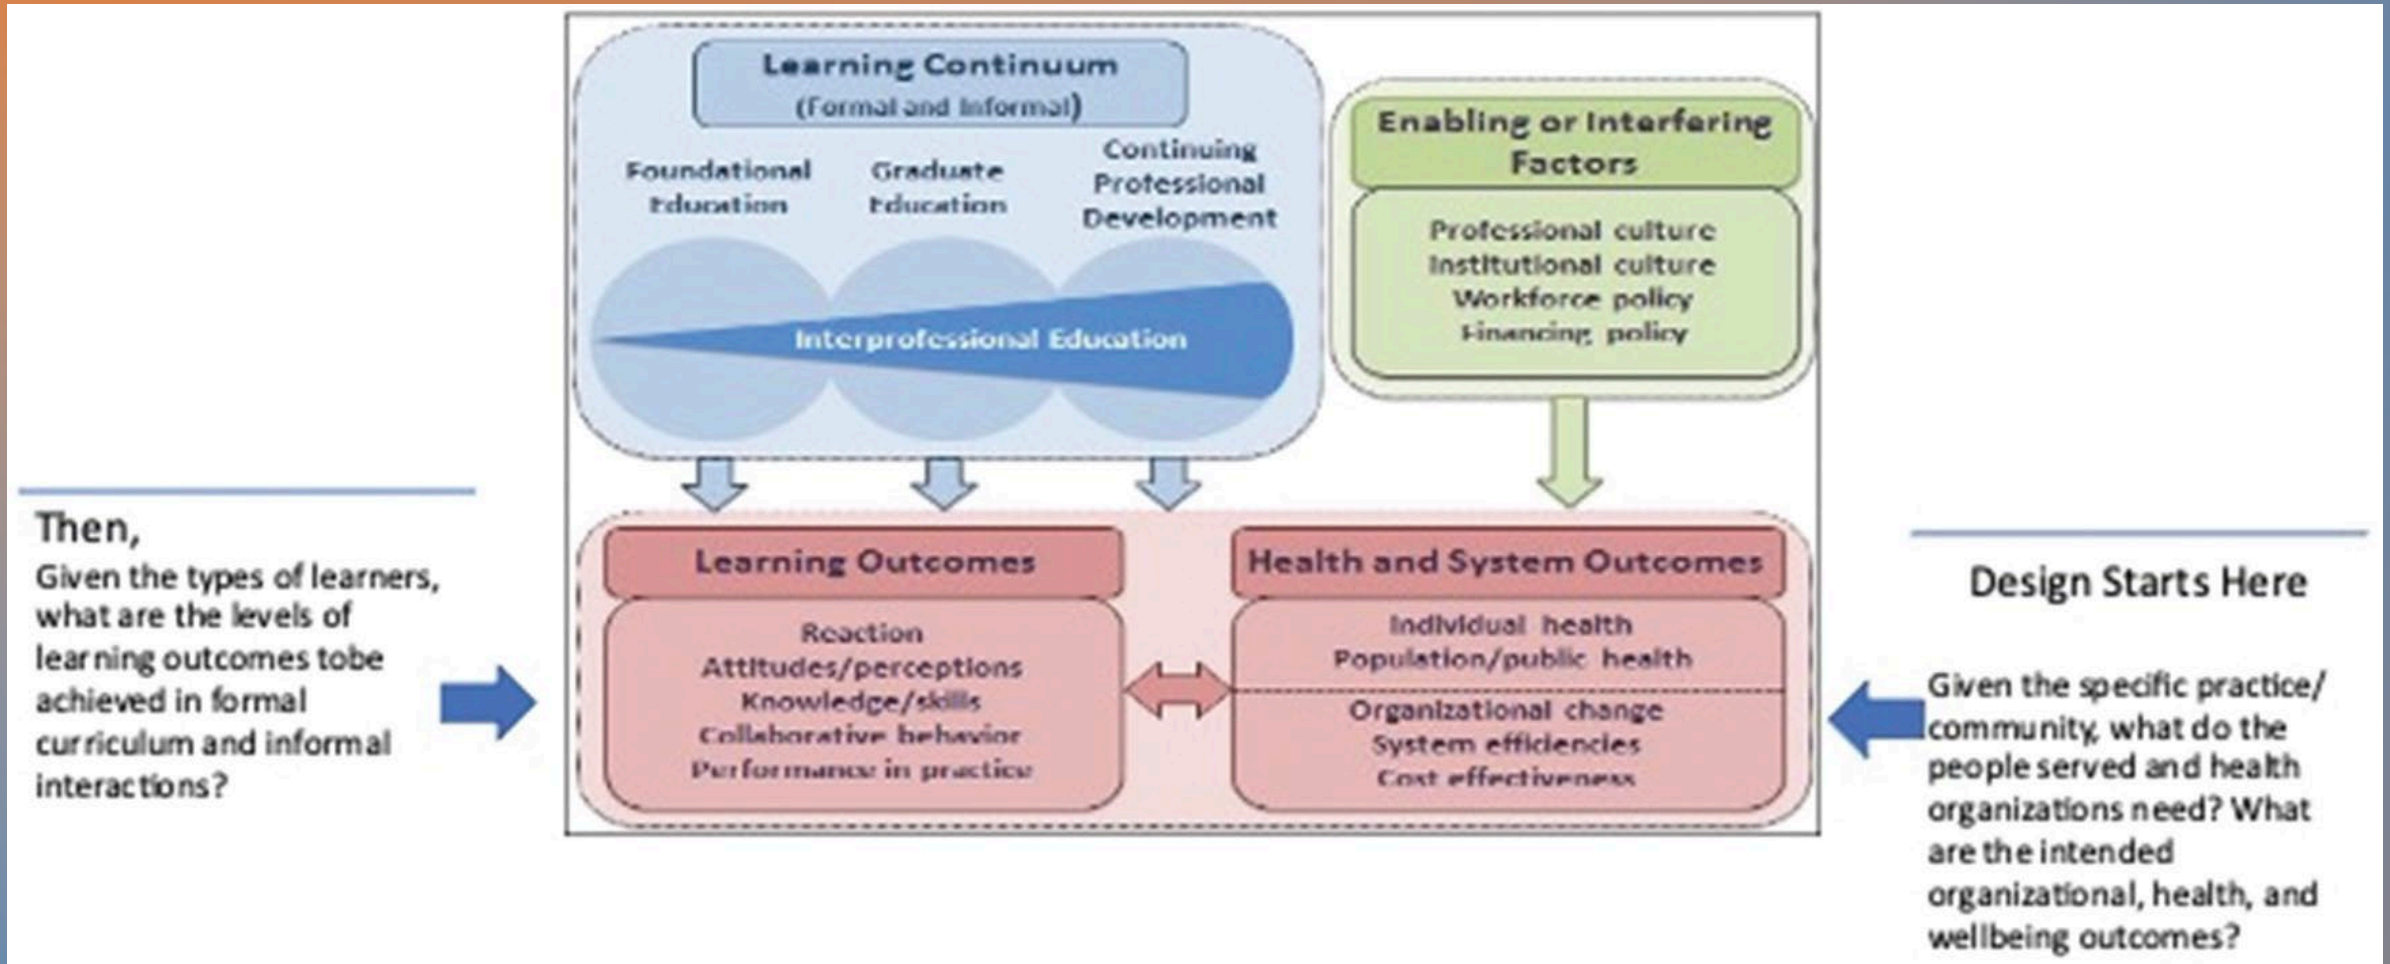 Learning Continuum
(Formal and Informal)
Foundational
Education
Graduate
Education
Continuing
Professional
Development
Interprofessional Education
Enabling or Interfering
Factors
Professional culture
Institutional culture
Workforce policy
Financing policy
Then,
Given the types of learners,
what are the levels of
learning outcomes tobe
achieved in formal
curriculum and informal
interactions?
Learning Outcomes
Reaction
Attitudes/perceptions
Knowledge/skills
Collaborative behavior
Performance in practice
Health and System Outcomes
Individual health
Population/public health
Organizational change
System efficiencies
Cost effectiveness
Design Starts Here
Given the specific practice/
community, what do the
people served and health
organizations need? What
are the intended
organizational, health, and
wellbeing outcomes?